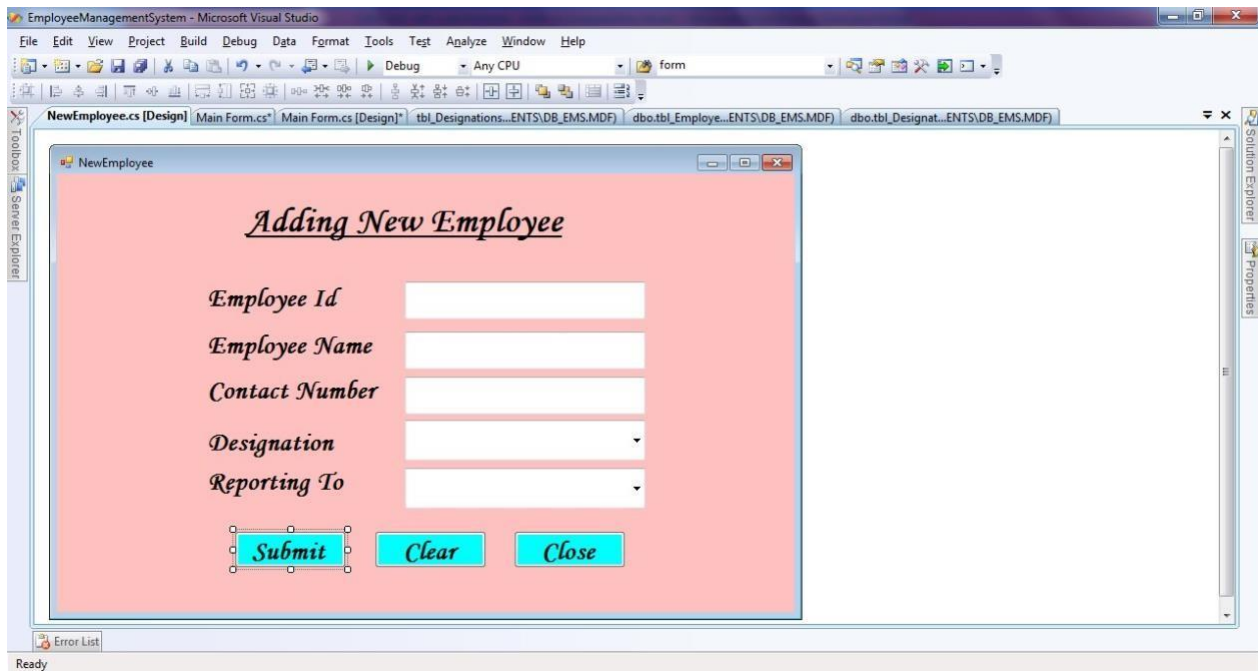 EmployeeManagementSystem - Microsoft Visual Studio
File Edit View Project Build Debug Data Format Tools Test Analyze Window Help
Debug Any CPU form
NewEmployee.cs [Design] Main Form.cs* Main Form.cs [Design]* tbl_Designations...ENTS\DB_EMS.MDF) dbo.tbl_Employe...ENTS\DB_EMS.MDF) dbo.tbl_Designat...ENTS\DB_EMS.MDF)
Toolbox
Server Explorer
Solution Explorer
Properties
NewEmployee
Adding New Employee
Employee Id
Employee Name
Contact Number
Designation
Reporting To
Submit Clear Close
Error List
Ready